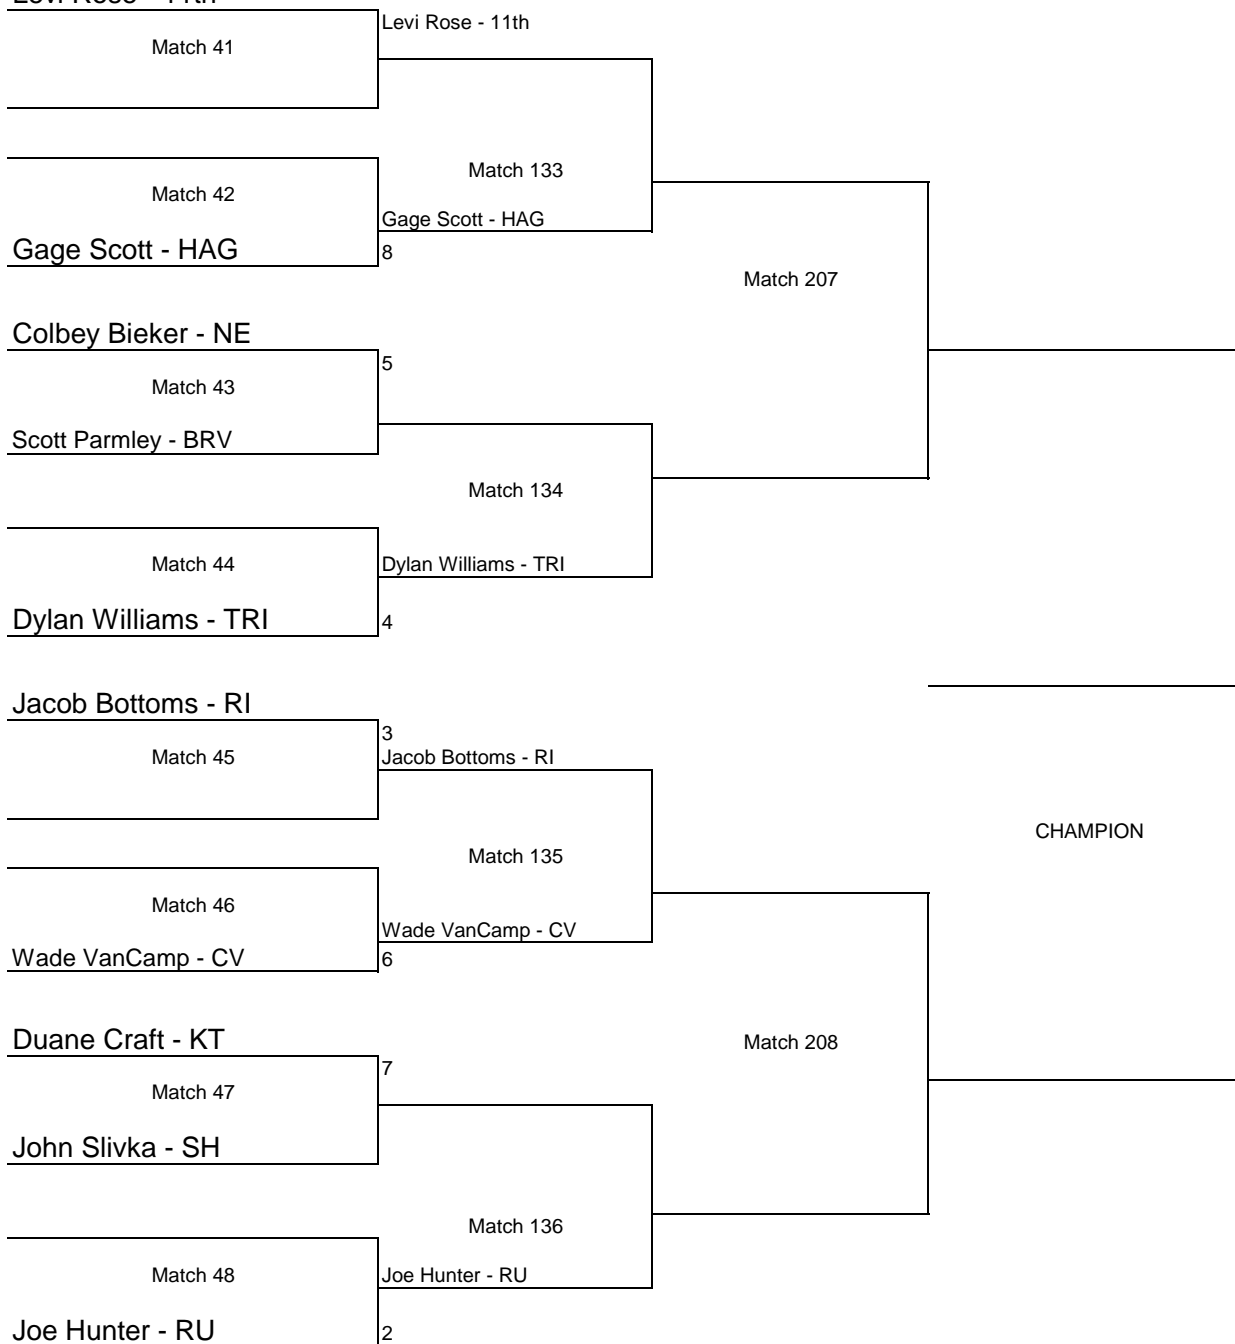 Levi Rose - 11th
Levi Rose - 11th
Match 41
Match 133
Match 42
Gage Scott - HAG
Gage Scott - HAG
8
Match 207
Colbey Bieker - NE
5
Match 43
Scott Parmley - BRV
Match 134
Match 44
Dylan Williams - TRI
Dylan Williams - TRI
4
Jacob Bottoms - RI
3
Match 45
Jacob Bottoms - RI
CHAMPION
Match 135
Match 46
Wade VanCamp - CV
Wade VanCamp - CV
6
Duane Craft - KT
Match 208
7
Match 47
John Slivka - SH
Match 136
Match 48
Joe Hunter - RU
Joe Hunter - RU
2